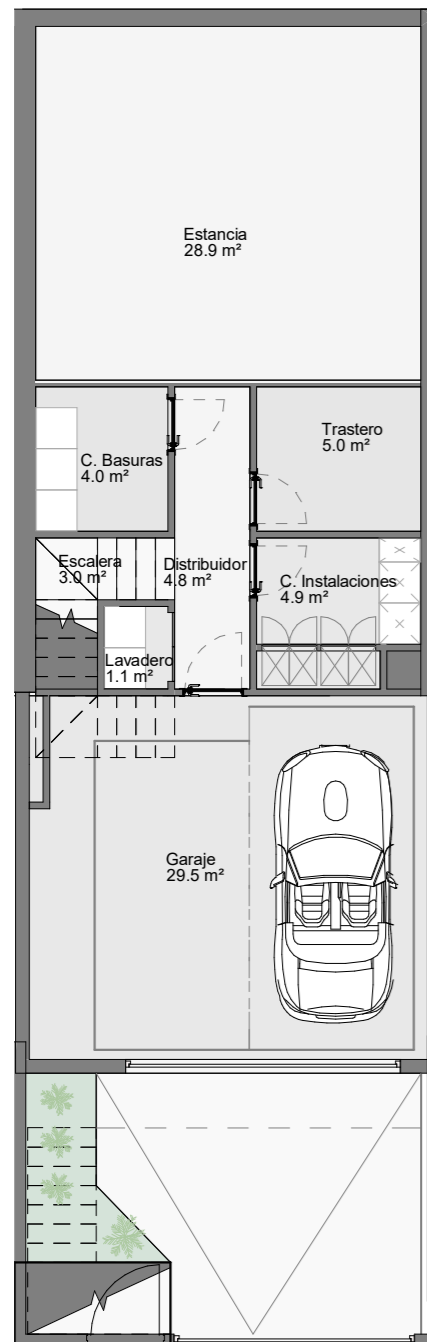 Estancia
28.9 m²
Trastero
5.0 m²
C. Basuras
4.0 m²
Escalera
3.0 m²
Distribuidor
4.8 m²
C. Instalaciones
4.9 m²
Lavadero
1.1 m²
Garaje
29.5 m²